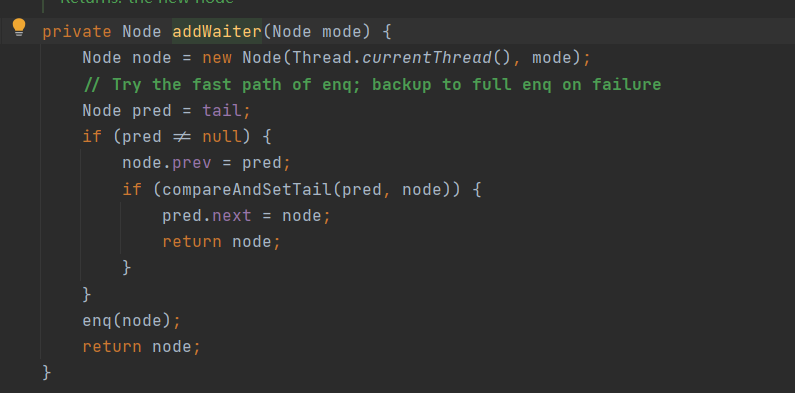 Returns: the new node
private Node addWaiter(Node mode) {
    Node node = new Node(Thread.currentThread(), mode);
    // Try the fast path of enq; backup to full enq on failure
    Node pred = tail;
    if (pred != null) {
        node.prev = pred;
        if (compareAndSetTail(pred, node)) {
            pred.next = node;
            return node;
        }
    }
    enq(node);
    return node;
}